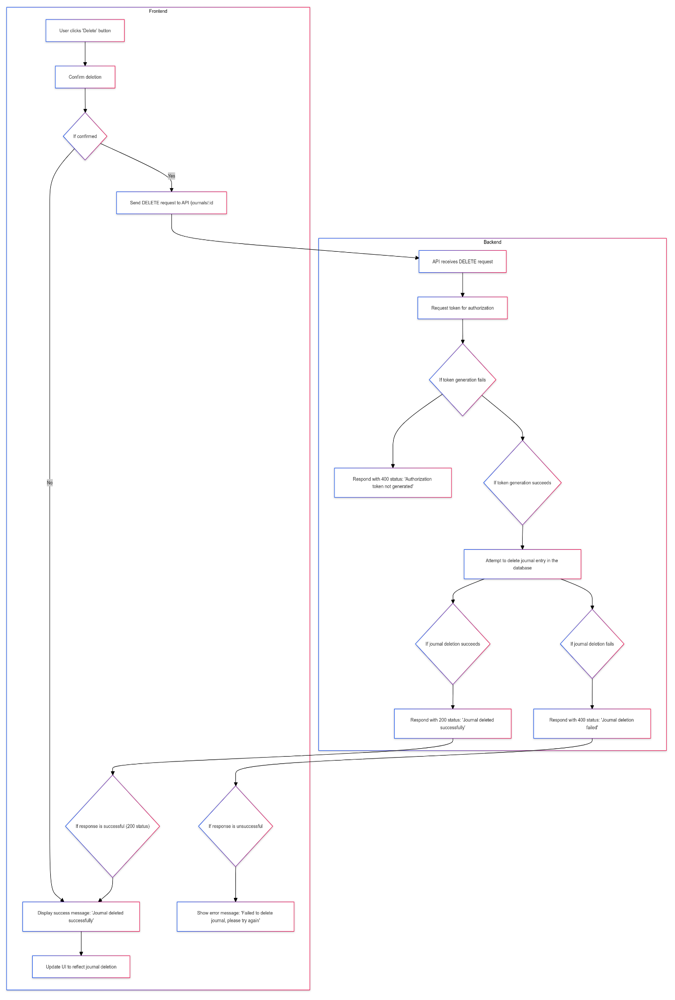 Frontend
User clicks 'Delete' button
Confirm deletion
If confirmed
Yes
Send DELETE request to API /journals/:id
Backend
API receives DELETE request
Request token for authorization
If token generation fails
Respond with 400 status: 'Authorization
token not generated'
If token generation succeeds
No
Attempt to delete journal entry in the
database
If journal deletion succeeds
If journal deletion fails
Respond with 200 status: 'Journal deleted
successfully'
Respond with 400 status: 'Journal deletion
failed'
If response is successful (200 status)
If response is unsuccessful
Display success message: 'Journal deleted
successfully'
Show error message: 'Failed to delete
journal, please try again'
Update UI to reflect journal deletion